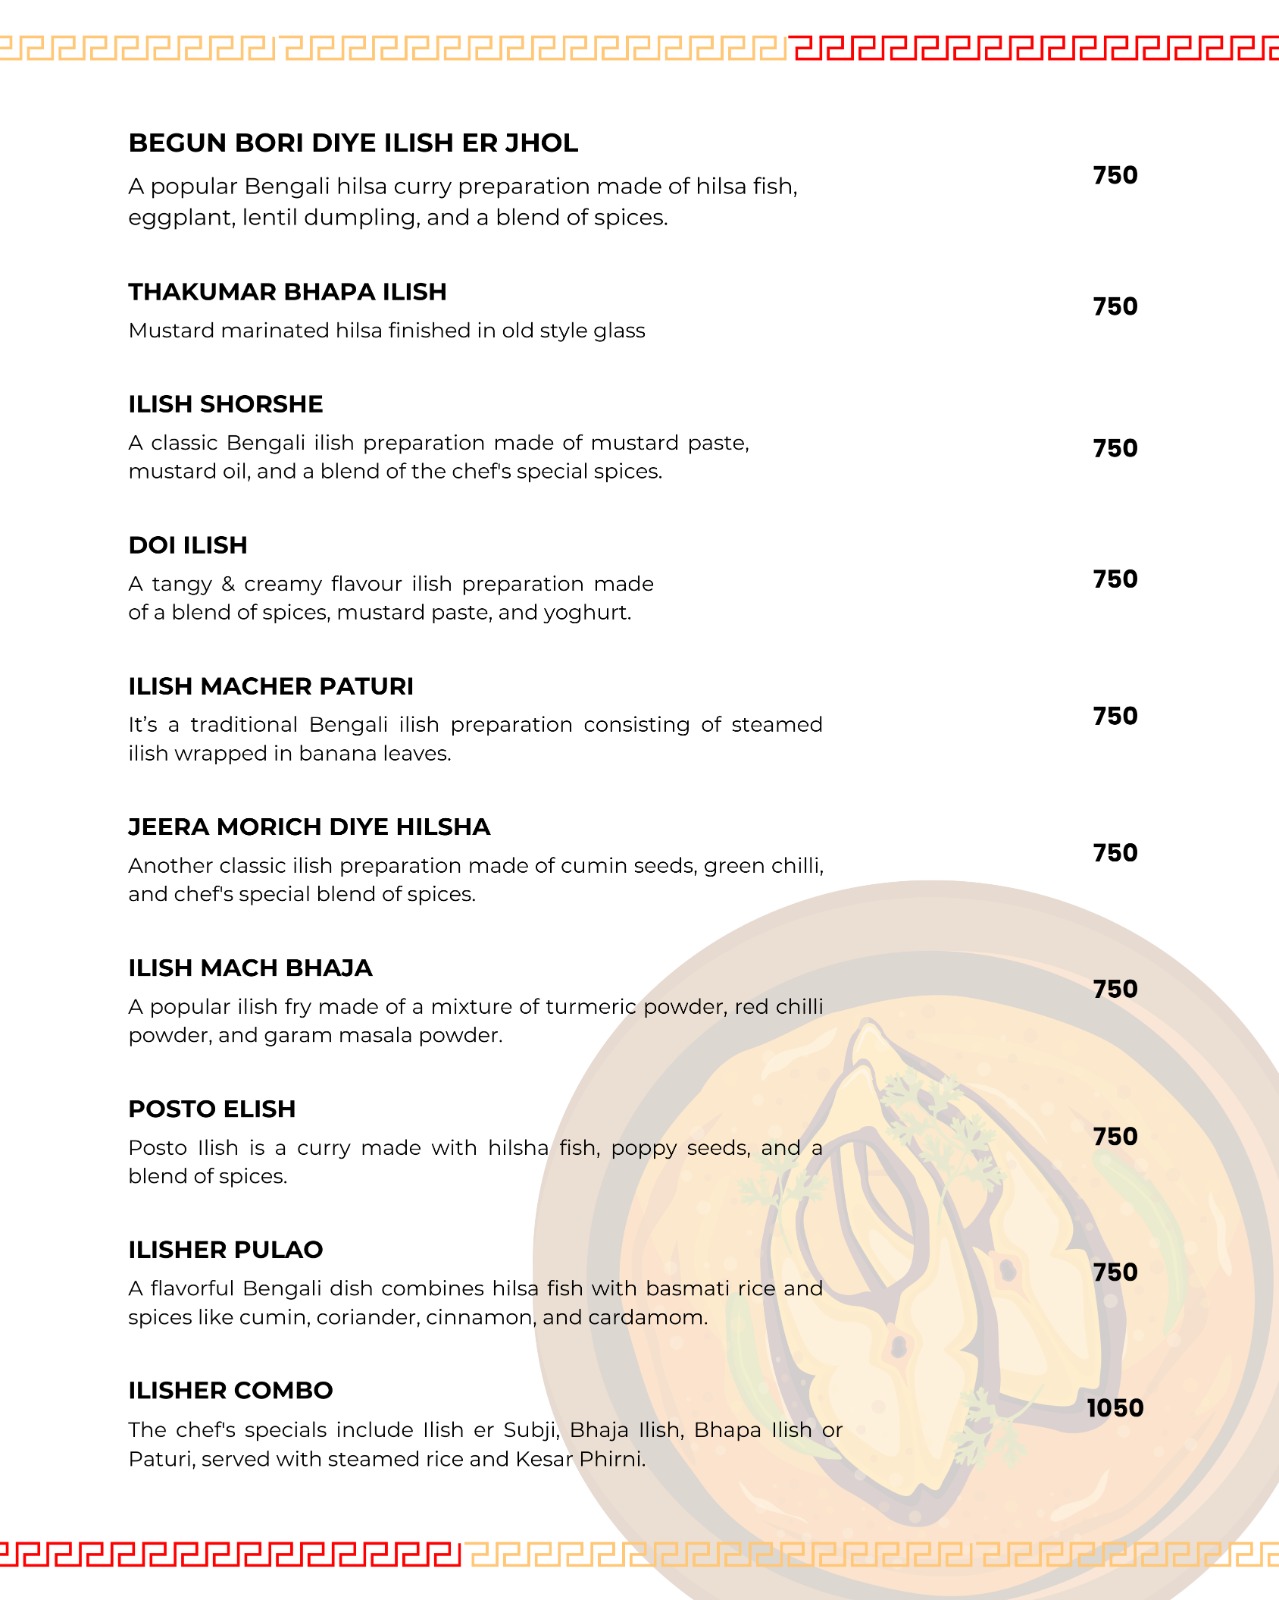 BEGUN BORI DIYE ILISH ER JHOL
750
A popular Bengali hilsa curry preparation made of hilsa fish,
eggplant, lentil dumpling, and a blend of spices.
THAKUMAR BHAPA ILISH
750
Mustard marinated hilsa finished in old style glass
ILISH SHORSHE
A classic Bengali ilish preparation made of mustard paste,
750
mustard oil, and a blend of the chef's special spices.
DOI ILISH
A tangy & creamy flavour ilish preparation made
750
of a blend of spices, mustard paste, and yoghurt.
ILISH MACHER PATURI
750
It’s a traditional Bengali ilish preparation consisting of steamed
ilish wrapped in banana leaves.
JEERA MORICH DIYE HILSHA
750
Another classic ilish preparation made of cumin seeds, green chilli,
and chef's special blend of spices.
ILISH MACH BHAJA
750
A popular ilish fry made of a mixture of turmeric powder, red chilli
powder, and garam masala powder.
POSTO ELISH
750
Posto Ilish is a curry made with hilsha fish, poppy seeds, and a
blend of spices.
ILISHER PULAO
750
A flavorful Bengali dish combines hilsa fish with basmati rice and
spices like cumin, coriander, cinnamon, and cardamom.
ILISHER COMBO
1050
The chef's specials include Ilish er Subji, Bhaja Ilish, Bhapa Ilish or
Paturi, served with steamed rice and Kesar Phirni.